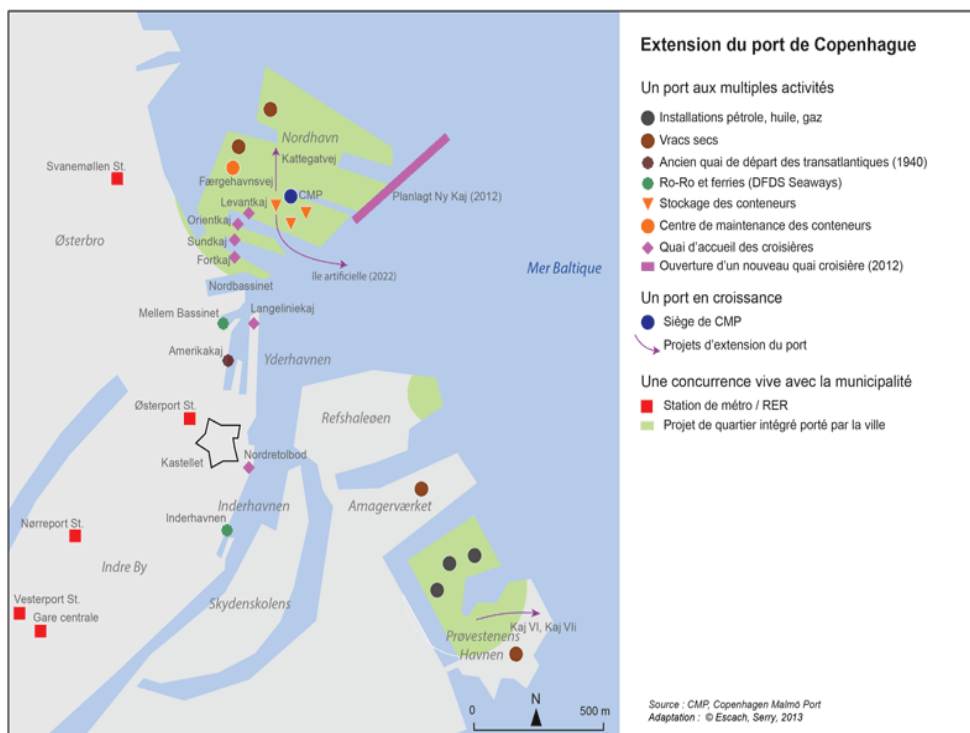 Extension du port de Copenhague
Un port aux multiples activités
Installations pétrole, huile, gaz
Vracs secs
Ancien quai de départ des transatlantiques (1940)
Ro-Ro et ferries (DFDS Seaways)
Stockage des conteneurs
Centre de maintenance des conteneurs
Quai d'accueil des croisières
Ouverture d'un nouveau quai croisière (2012)
Un port en croissance
Siège de CMP
Projets d'extension du port
Une concurrence vive avec la municipalité
Station de métro / RER
Projet de quartier intégré porté par la ville
Source : CMP, Copenhagen Malmö Port
Adaptation : © Escach, Serry, 2013
Nordhavn
Kattegatvej
Svanemøllen St.
Færgehavnsvej
CMP
Planlagt Ny Kaj (2012)
Levantkaj
Orientkaj
Østerbro
Sundkaj
Fortkaj
Ile artificielle (2022)
Mer Baltique
Nordbassinet
Mellem Bassinet
Langeliniekaj
Amerikakaj
Yderhavnen
Østerport St.
Refshaleøen
Kastellet
Nordretolbod
Inderhavnen
Amagerværket
Inderhavnen
Nørreport St.
Indre By
Skydenskolens
Vesterport St.
Gare centrale
Kaj VI, Kaj VIi
Prøvestenens
Havnen
N
0
500 m